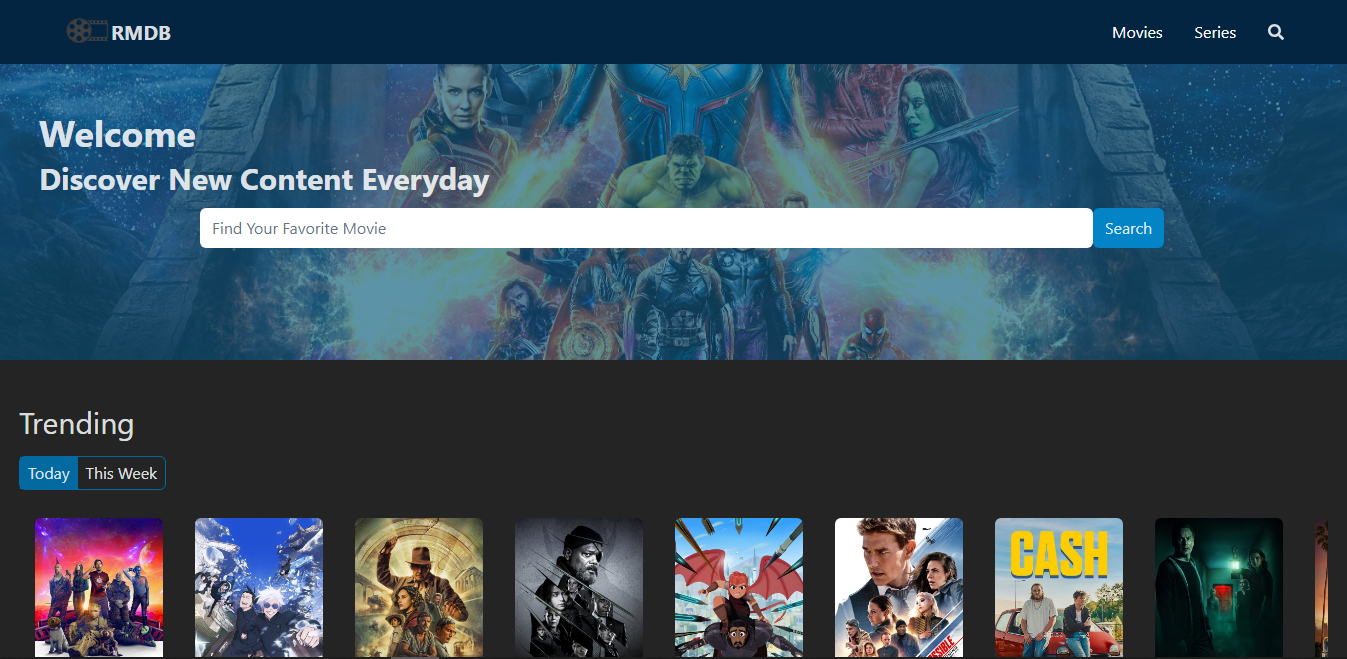 RMDB
Movies
Series
Welcome
Discover New Content Everyday
Find Your Favorite Movie
Search
Trending
Today
This Week
CASH